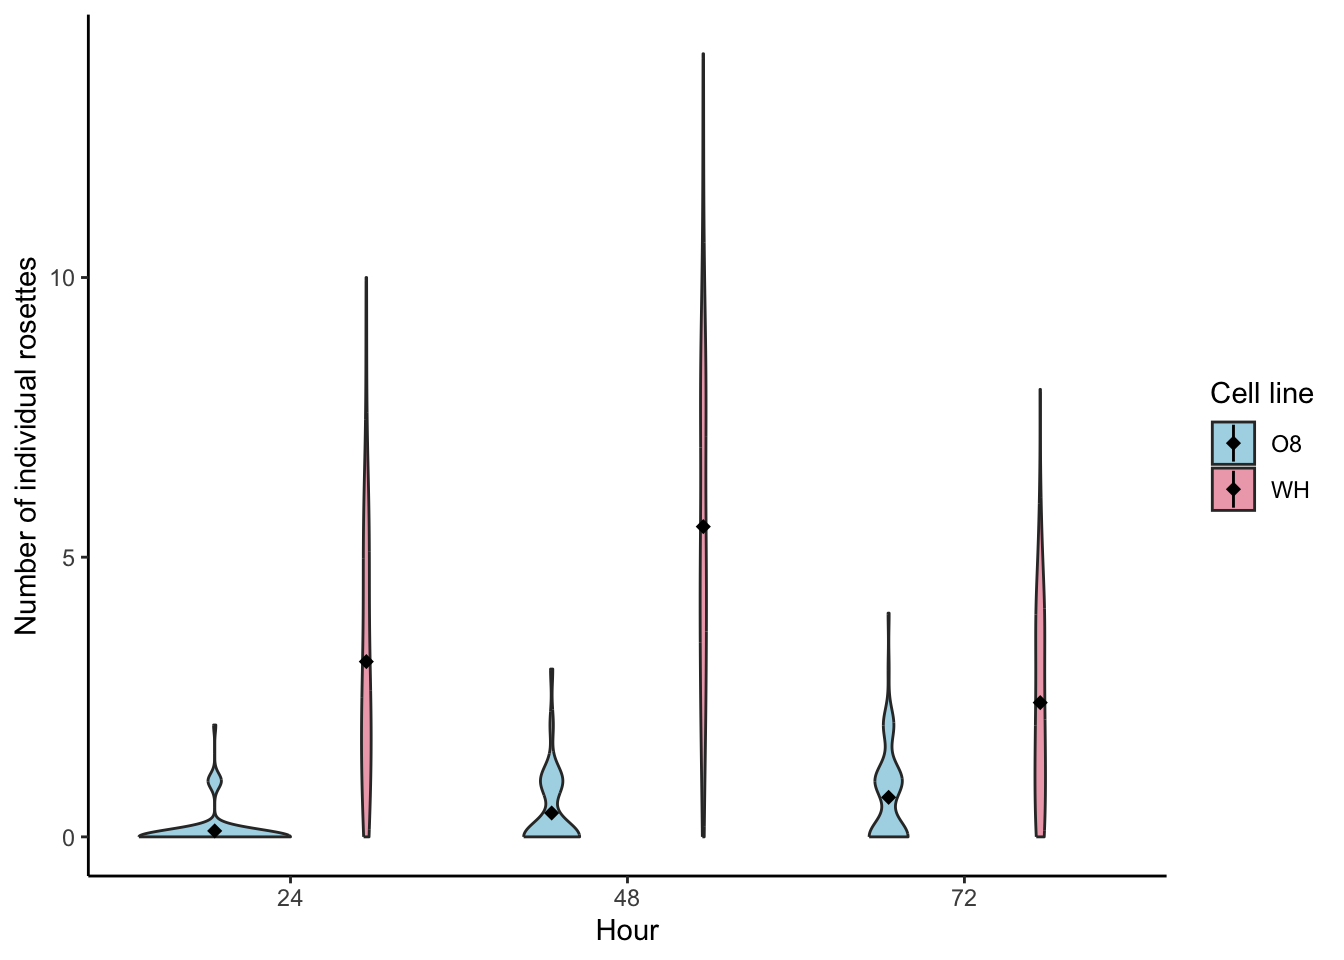 Number of individual rosettes
10
5
0
24
48
72
Hour
Cell line
O8
WH